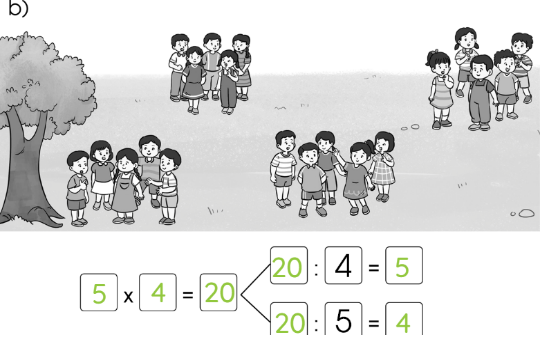 b)
20 : 4 = 5
5 x 4 = 20
20 : 5 = 4